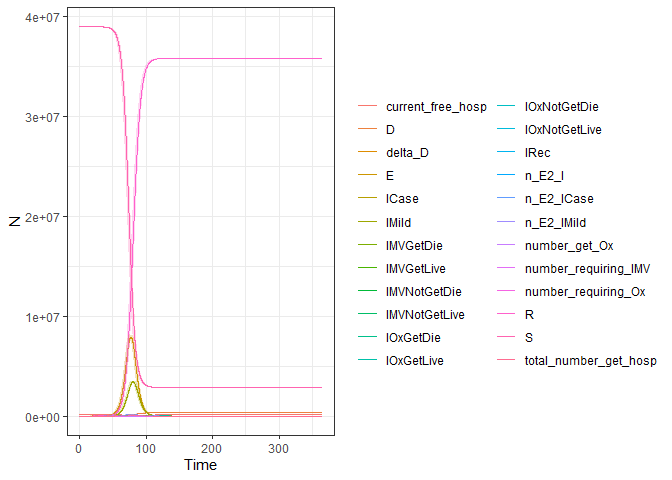 4e+07
3e+07
2e+07
1e+07
0e+00
N
0
100
200
300
Time
current_free_hosp
D
delta_D
E
ICase
IMild
IMVGetDie
IMVGetLive
IMVNotGetDie
IMVNotGetLive
IOxGetDie
IOxGetLive
IOxNotGetDie
IOxNotGetLive
IRec
n_E2_I
n_E2_ICase
n_E2_IMild
number_get_Ox
number_requiring_IMV
number_requiring_Ox
R
S
total_number_get_hosp